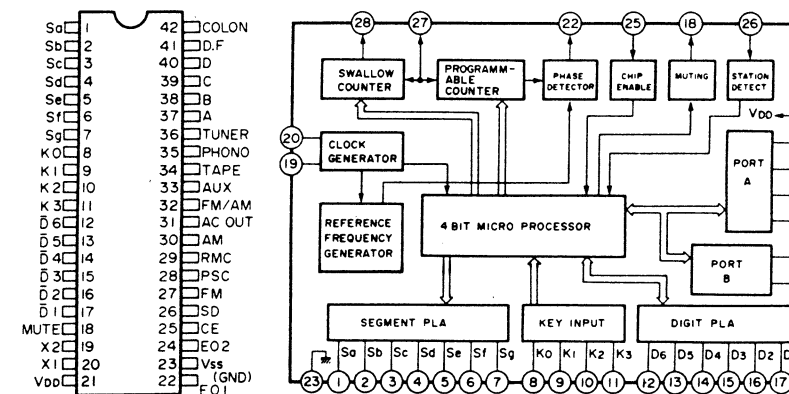 Sa 1 42 COLON
Sb 2 41 D.F
Sc 3 40 D
Sd 4 39 C
Se 5 38 B
Sf 6 37 A
Sg 7 36 TUNER
K0 8 35 PHONO
K1 9 34 TAPE
K2 10 33 AUX
K3 11 32 FM/AM
D̅6 12 31 AC OUT
D̅5 13 30 AM
D̅4 14 29 RMC
D̅3 15 28 PSC
D̅2 16 27 FM
D̅1 17 26 SD
MUTE 18 25 CE
X2 19 24 EO2
X1 20 23 Vss
VDD 21 22 (GND)
EO1
28 27 22 25 18 26
SWALLOW
COUNTER
PROGRAMM-
ABLE
COUNTER
PHASE
DETECTOR
CHIP
ENABLE
MUTING
STATION
DETECT
VDD
20
19
CLOCK
GENERATOR
PORT
A
REFERENCE
FREQUENCY
GENERATOR
4 BIT MICRO PROCESSOR
PORT
B
SEGMENT PLA
KEY INPUT
DIGIT PLA
Sa Sb Sc Sd Se Sf Sg K0 K1 K2 K3 D6 D5 D4 D3 D2
23 1 2 3 4 5 6 7 8 9 10 11 12 13 14 15 16 17